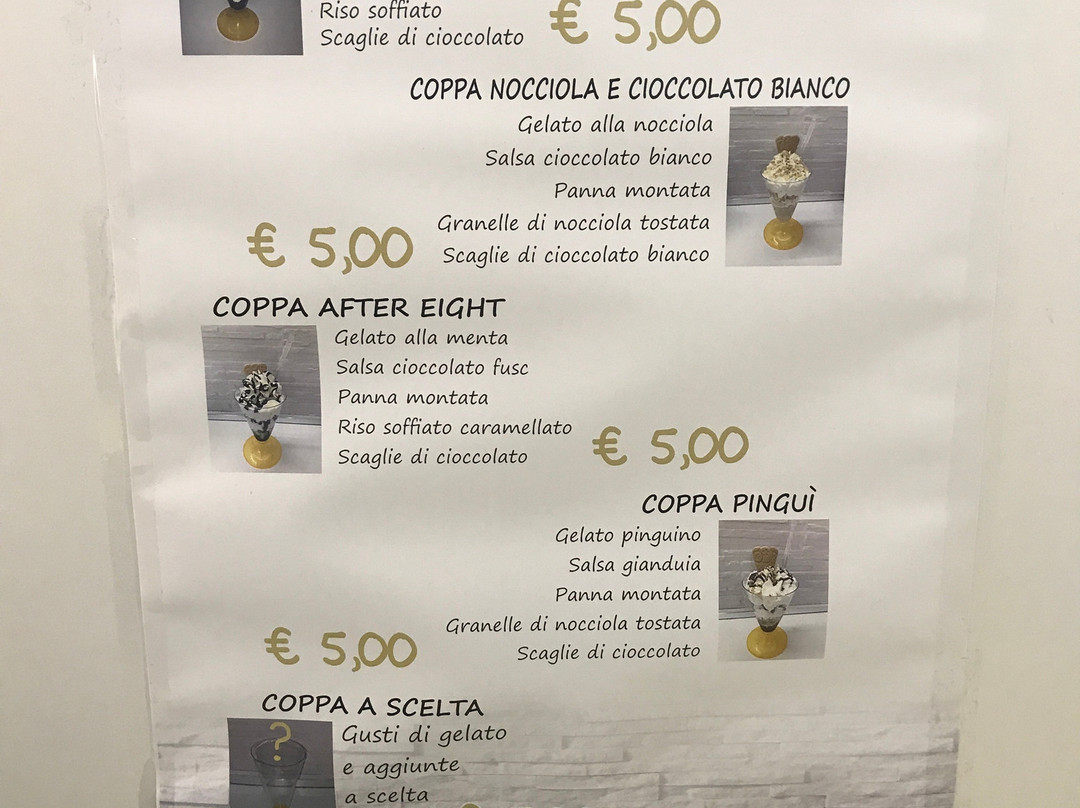 Riso soffiato
Scaglie di cioccolato
€ 5,00
COPPA NOCCIOLA E CIOCCOLATO BIANCO
Gelato alla nocciola
Salsa cioccolato bianco
Panna montata
Granelle di nocciola tostata
Scaglie di cioccolato bianco
€ 5,00
COPPA AFTER EIGHT
Gelato alla menta
Salsa cioccolato fusc
Panna montata
Riso soffiato caramellato
Scaglie di cioccolato
€ 5,00
COPPA PINGUÌ
Gelato pinguino
Salsa gianduia
Panna montata
Granelle di nocciola tostata
Scaglie di cioccolato
€ 5,00
COPPA A SCELTA
?
Gusti di gelato
e aggiunte
a scelta